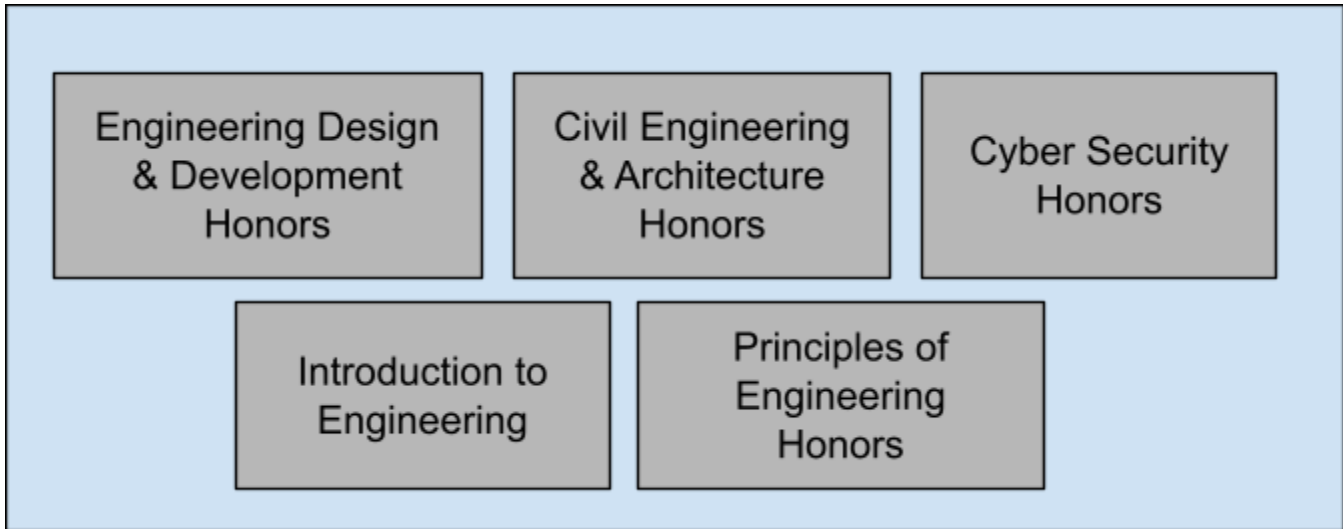 Engineering Design
& Development
Honors
Civil Engineering
& Architecture
Honors
Cyber Security
Honors
Introduction to
Engineering
Principles of
Engineering
Honors